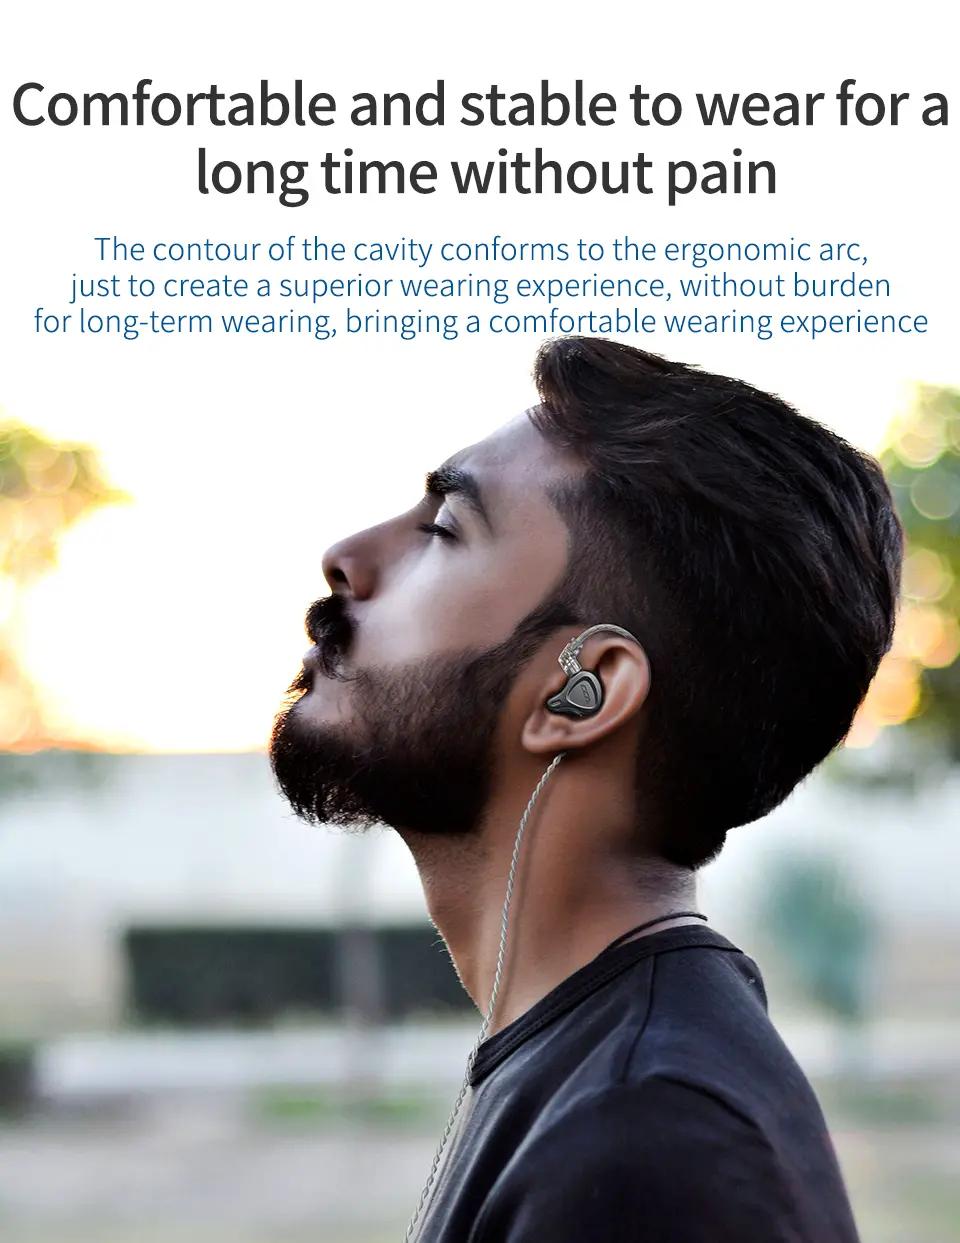 Comfortable and stable to wear for a
long time without pain
The contour of the cavity conforms to the ergonomic arc,
just to create a superior wearing experience, without burden
for long-term wearing, bringing a comfortable wearing experience